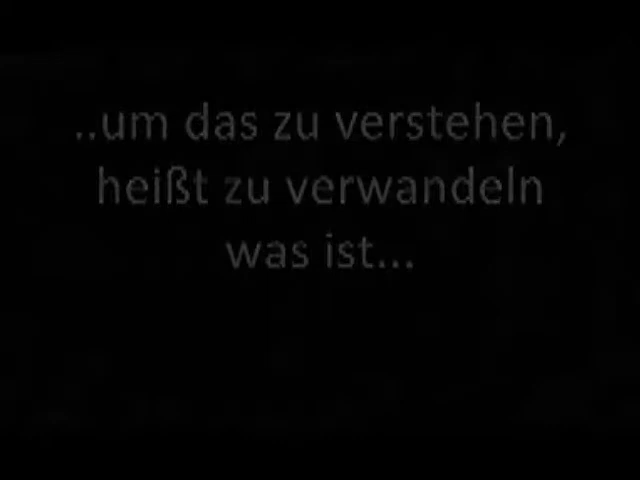 ..um das zu verstehen,
heißt zu verwandeln
was ist...